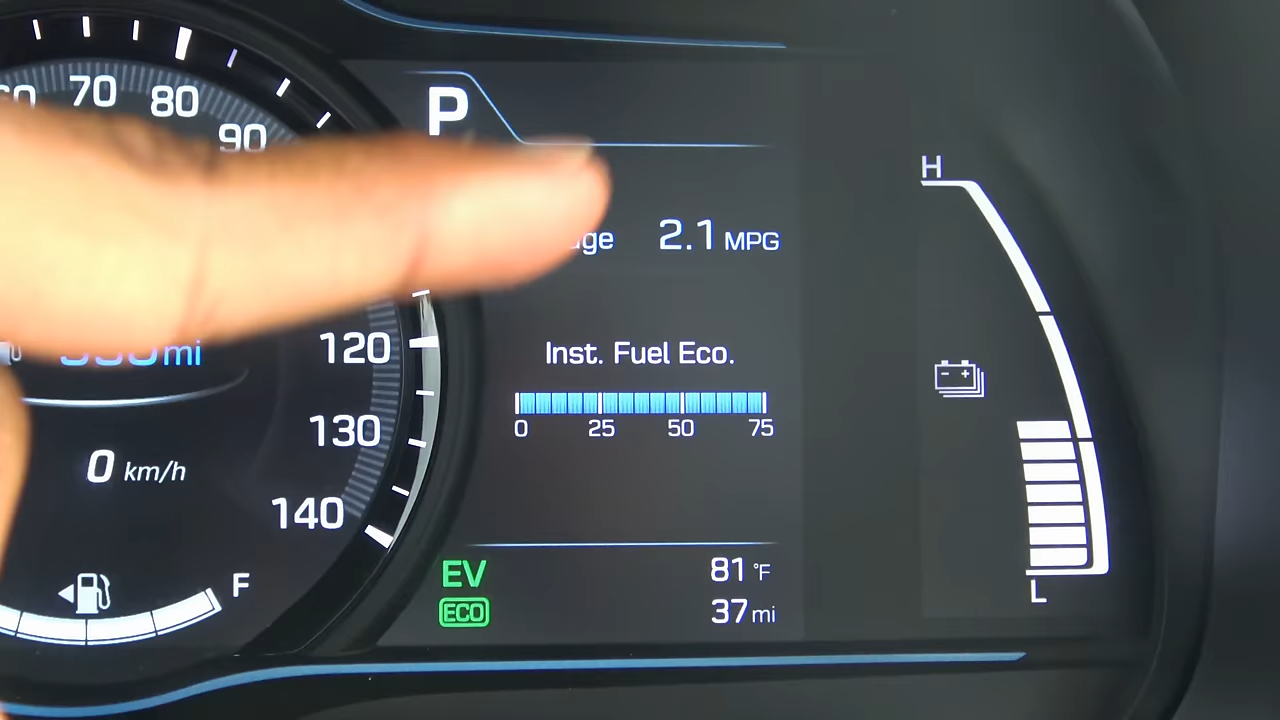 70
80
90
P
2.1 MPG
mi
120
Inst. Fuel Eco.
0 25 50 75
130
0 km/h
140
F
EV
81 °F
ECO
37 mi
H
- +
L